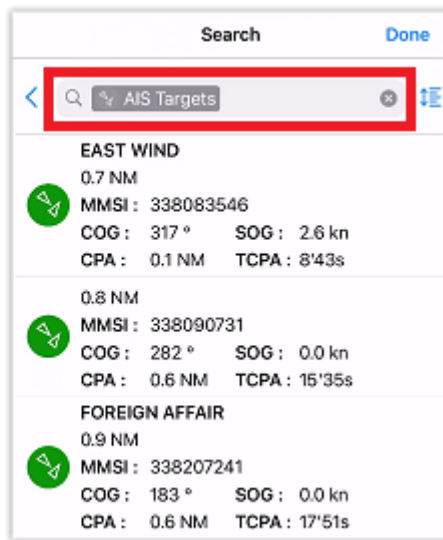 Search Done
AIS Targets
EAST WIND
0.7 NM
MMSI : 338083546
COG : 317 ° SOG : 2.6 kn
CPA : 0.1 NM TCPA : 8'43s
0.8 NM
MMSI : 338090731
COG : 282 ° SOG : 0.0 kn
CPA : 0.6 NM TCPA : 15'35s
FOREIGN AFFAIR
0.9 NM
MMSI : 338207241
COG : 183 ° SOG : 0.0 kn
CPA : 0.6 NM TCPA : 17'51s